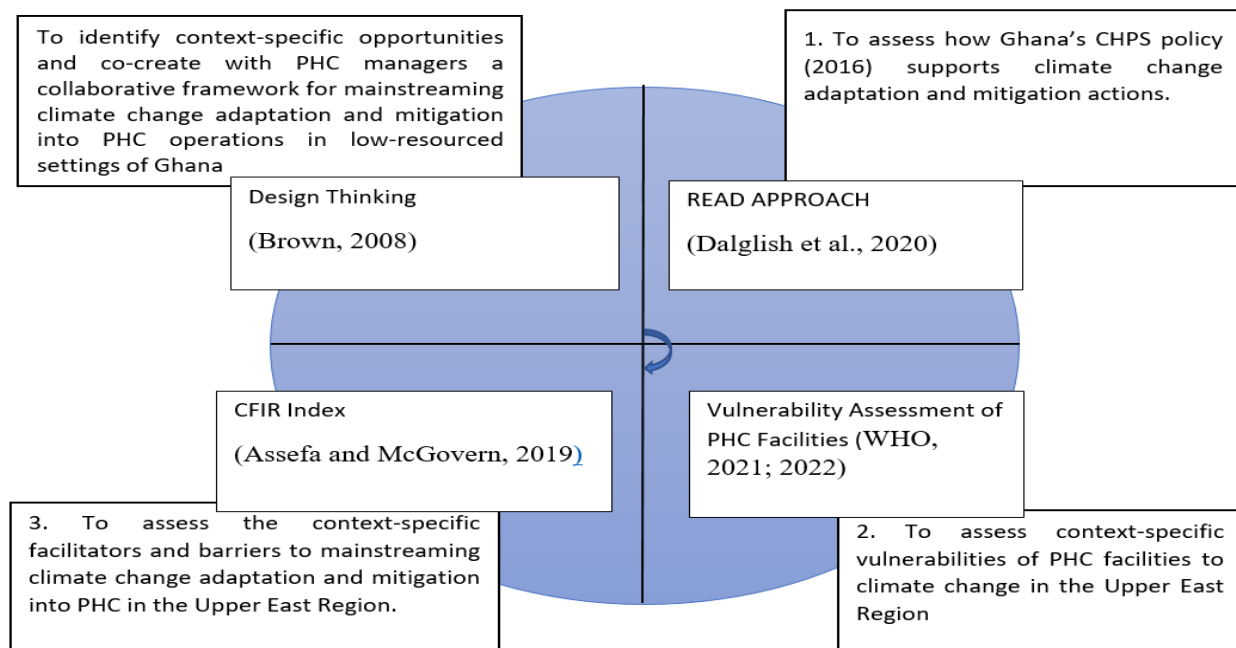 To identify context-specific opportunities
and co-create with PHC managers a
collaborative framework for mainstreaming
climate change adaptation and mitigation
into PHC operations in low-resourced
settings of Ghana
Design Thinking
(Brown, 2008)
1. To assess how Ghana's CHPS policy
(2016) supports climate change
adaptation and mitigation actions.
READ APPROACH
(Dalglish et al., 2020)
CFIR Index
(Assefa and McGovern, 2019)
3. To assess the context-specific
facilitators and barriers to mainstreaming
climate change adaptation and mitigation
into PHC in the Upper East Region.
Vulnerability Assessment of
PHC Facilities (WHO,
2021; 2022)
2. To assess context-specific
vulnerabilities of PHC facilities to
climate change in the Upper East
Region